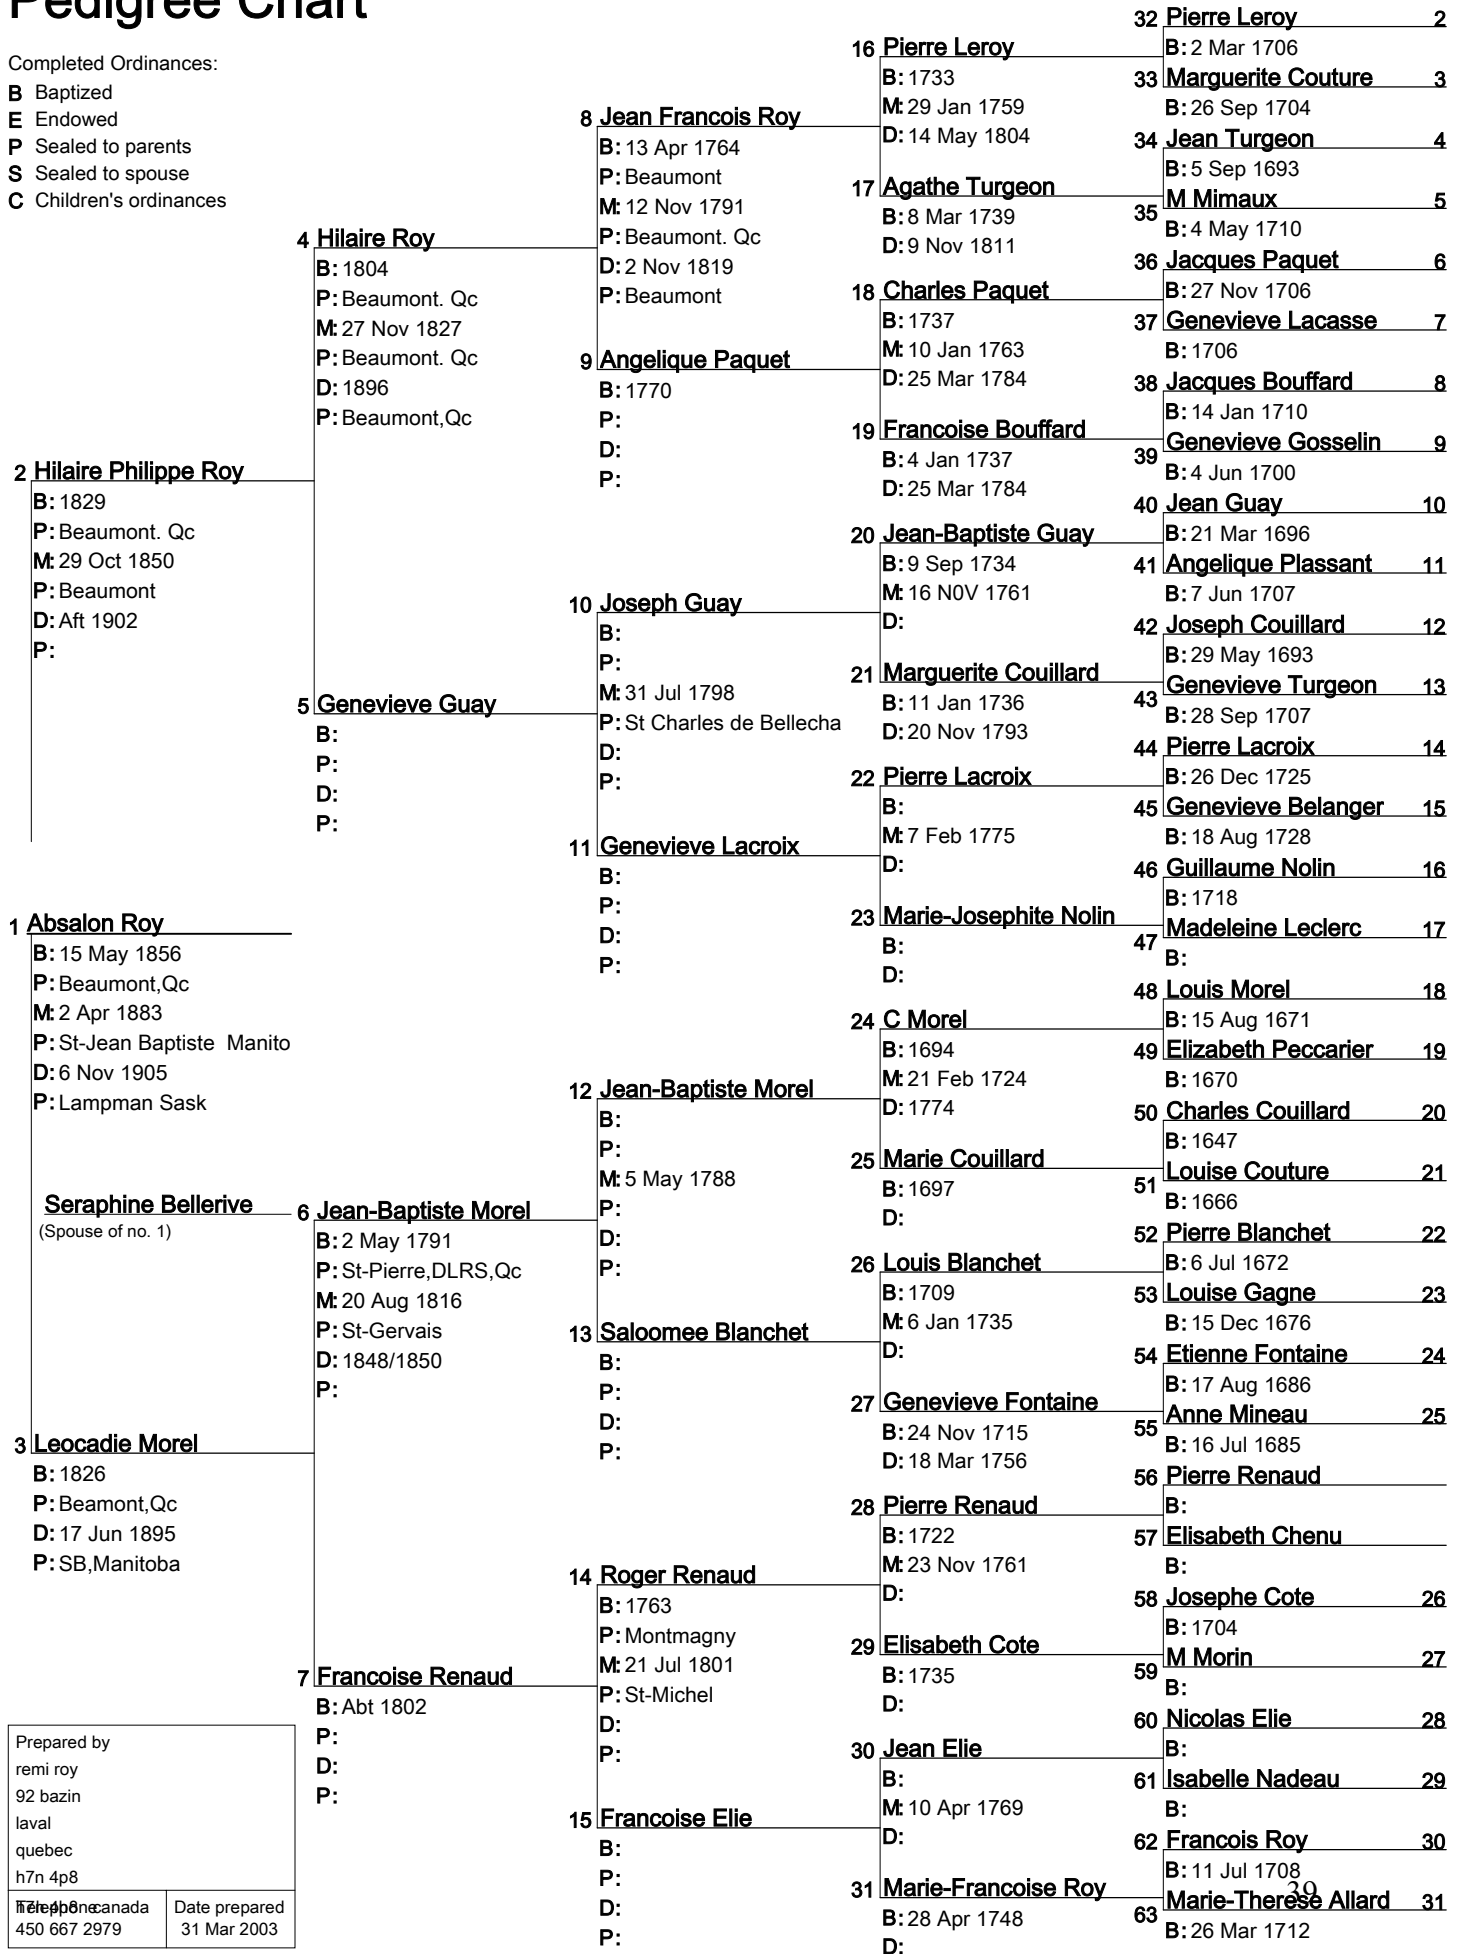 Pedigree Chart
Completed Ordinances:
B Baptized
E Endowed
P Sealed to parents
S Sealed to spouse
C Children's ordinances
1 Absalon Roy
B: 15 May 1856
P: Beaumont,Qc
M: 2 Apr 1883
P: St-Jean Baptiste Manito
D: 6 Nov 1905
P: Lampman Sask
Seraphine Bellerive
(Spouse of no. 1)
2 Hilaire Philippe Roy
B: 1829
P: Beaumont. Qc
M: 29 Oct 1850
P: Beaumont
D: Aft 1902
P:
3 Leocadie Morel
B: 1826
P: Beamont,Qc
D: 17 Jun 1895
P: SB,Manitoba
4 Hilaire Roy
B: 1804
P: Beaumont. Qc
M: 27 Nov 1827
P: Beaumont. Qc
D: 1896
P: Beaumont,Qc
5 Genevieve Guay
B:
P:
D:
P:
6 Jean-Baptiste Morel
B: 2 May 1791
P: St-Pierre,DLRS,Qc
M: 20 Aug 1816
P: St-Gervais
D: 1848/1850
P:
7 Francoise Renaud
B: Abt 1802
P:
D:
P:
8 Jean Francois Roy
B: 13 Apr 1764
P: Beaumont
M: 12 Nov 1791
P: Beaumont. Qc
D: 2 Nov 1819
P: Beaumont
9 Angelique Paquet
B: 1770
P:
D:
P:
10 Joseph Guay
B:
P:
M: 31 Jul 1798
P: St Charles de Bellecha
D:
P:
11 Genevieve Lacroix
B:
P:
D:
P:
12 Jean-Baptiste Morel
B:
P:
M: 5 May 1788
P:
D:
P:
13 Saloomee Blanchet
B:
P:
D:
P:
14 Roger Renaud
B: 1763
P: Montmagny
M: 21 Jul 1801
P: St-Michel
D:
P:
15 Francoise Elie
B:
P:
D:
P:
16 Pierre Leroy
B: 1733
M: 29 Jan 1759
D: 14 May 1804
17 Agathe Turgeon
B: 8 Mar 1739
D: 9 Nov 1811
18 Charles Paquet
B: 1737
M: 10 Jan 1763
D: 25 Mar 1784
19 Francoise Bouffard
B: 4 Jan 1737
D: 25 Mar 1784
20 Jean-Baptiste Guay
B: 9 Sep 1734
M: 16 N0V 1761
D:
21 Marguerite Couillard
B: 11 Jan 1736
D: 20 Nov 1793
22 Pierre Lacroix
B:
M: 7 Feb 1775
D:
23 Marie-Josephite Nolin
B:
D:
24 C Morel
B: 1694
M: 21 Feb 1724
D: 1774
25 Marie Couillard
B: 1697
D:
26 Louis Blanchet
B: 1709
M: 6 Jan 1735
D:
27 Genevieve Fontaine
B: 24 Nov 1715
D: 18 Mar 1756
28 Pierre Renaud
B: 1722
M: 23 Nov 1761
D:
29 Elisabeth Cote
B: 1735
D:
30 Jean Elie
B:
M: 10 Apr 1769
D:
31 Marie-Francoise Roy
B: 28 Apr 1748
D:
32 Pierre Leroy 2
B: 2 Mar 1706
33 Marguerite Couture 3
B: 26 Sep 1704
34 Jean Turgeon 4
B: 5 Sep 1693
35 M Mimaux 5
B: 4 May 1710
36 Jacques Paquet 6
B: 27 Nov 1706
37 Genevieve Lacasse 7
B: 1706
38 Jacques Bouffard 8
B: 14 Jan 1710
39 Genevieve Gosselin 9
B: 4 Jun 1700
40 Jean Guay 10
B: 21 Mar 1696
41 Angelique Plassant 11
B: 7 Jun 1707
42 Joseph Couillard 12
B: 29 May 1693
43 Genevieve Turgeon 13
B: 28 Sep 1707
44 Pierre Lacroix 14
B: 26 Dec 1725
45 Genevieve Belanger 15
B: 18 Aug 1728
46 Guillaume Nolin 16
B: 1718
47 Madeleine Leclerc 17
B:
48 Louis Morel 18
B: 15 Aug 1671
49 Elizabeth Peccarier 19
B: 1670
50 Charles Couillard 20
B: 1647
51 Louise Couture 21
B: 1666
52 Pierre Blanchet 22
B: 6 Jul 1672
53 Louise Gagne 23
B: 15 Dec 1676
54 Etienne Fontaine 24
B: 17 Aug 1686
55 Anne Mineau 25
B: 16 Jul 1685
56 Pierre Renaud
B:
57 Elisabeth Chenu
B:
58 Josephe Cote 26
B: 1704
59 M Morin 27
B:
60 Nicolas Elie 28
B:
61 Isabelle Nadeau 29
B:
62 Francois Roy 30
B: 11 Jul 1708
63 Marie-Therese Allard 31
B: 26 Mar 1712
39
Prepared by
remi roy
92 bazin
laval
quebec
h7n 4p8
canada
Telephone
450 667 2979
Date prepared
31 Mar 2003